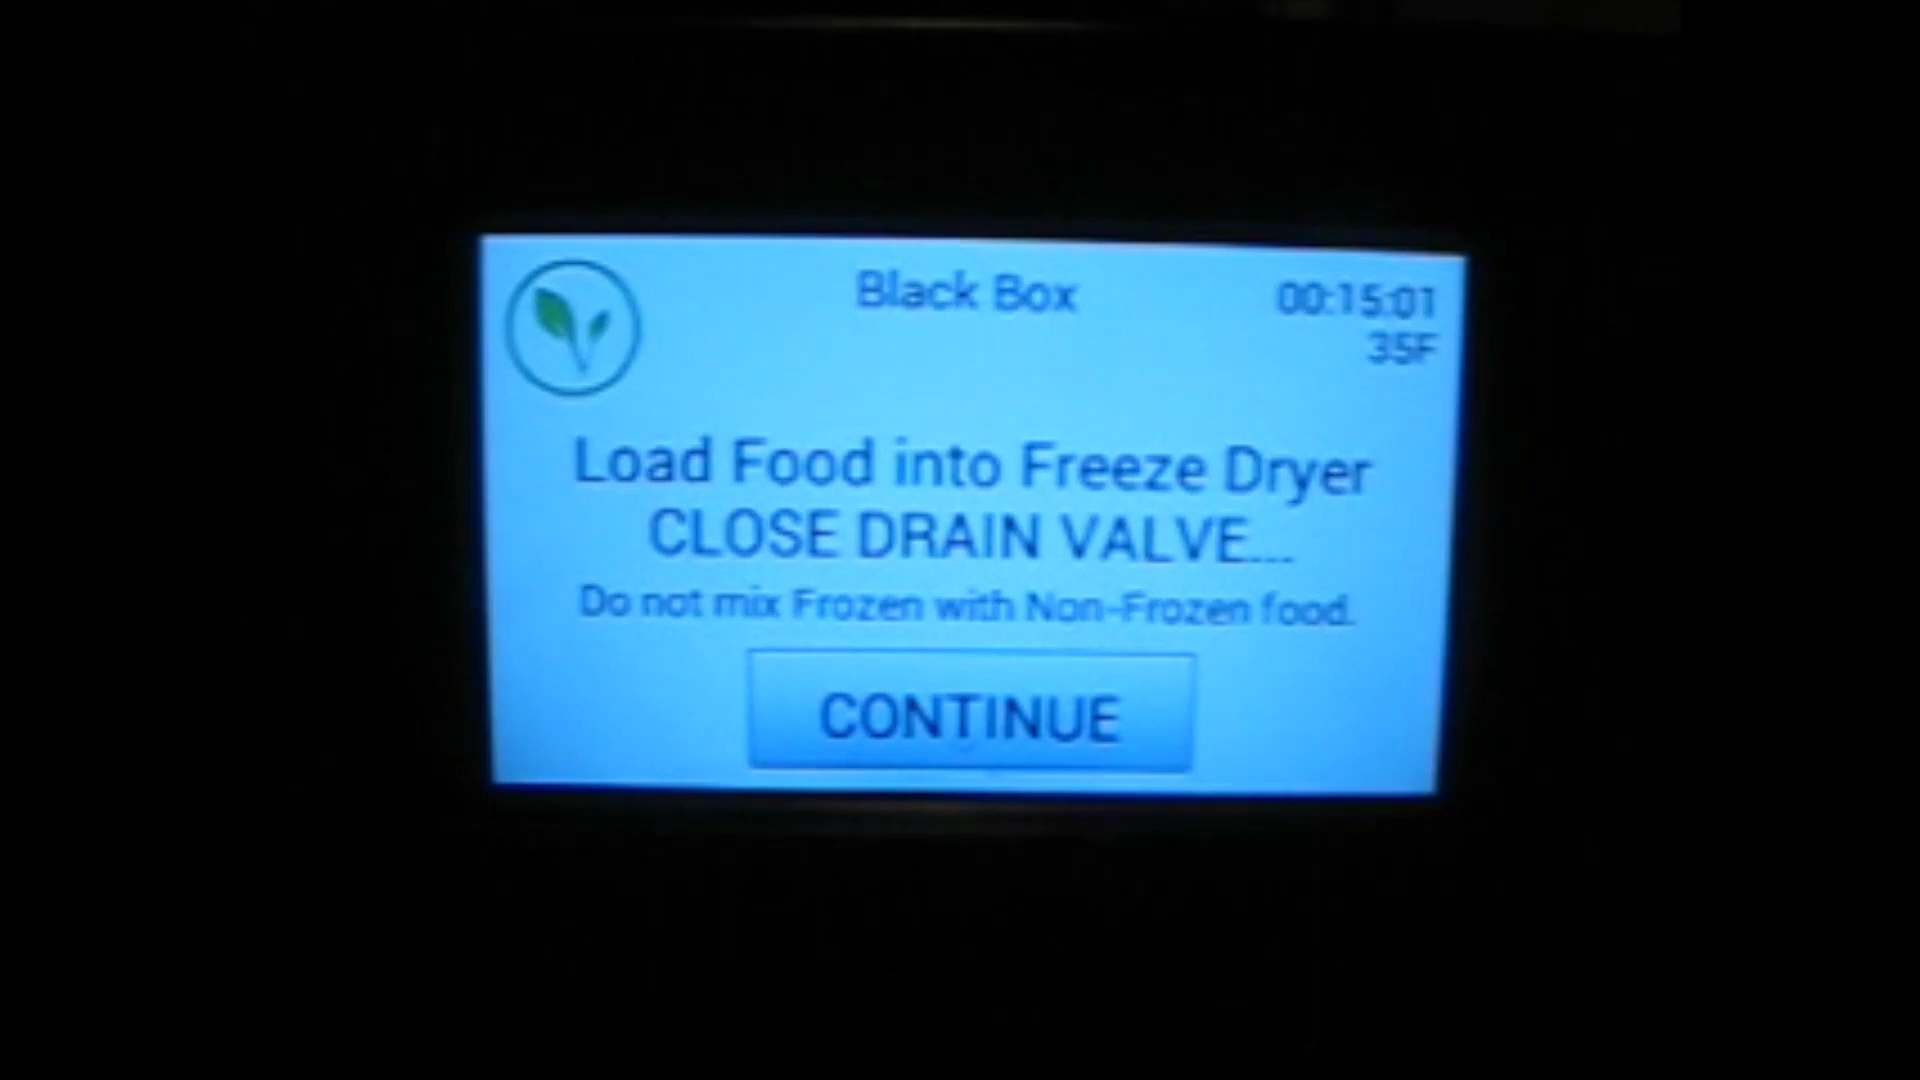 Black Box
00:15:01
35F
Load Food into Freeze Dryer
CLOSE DRAIN VALVE...
Do not mix Frozen with Non-Frozen food.
CONTINUE